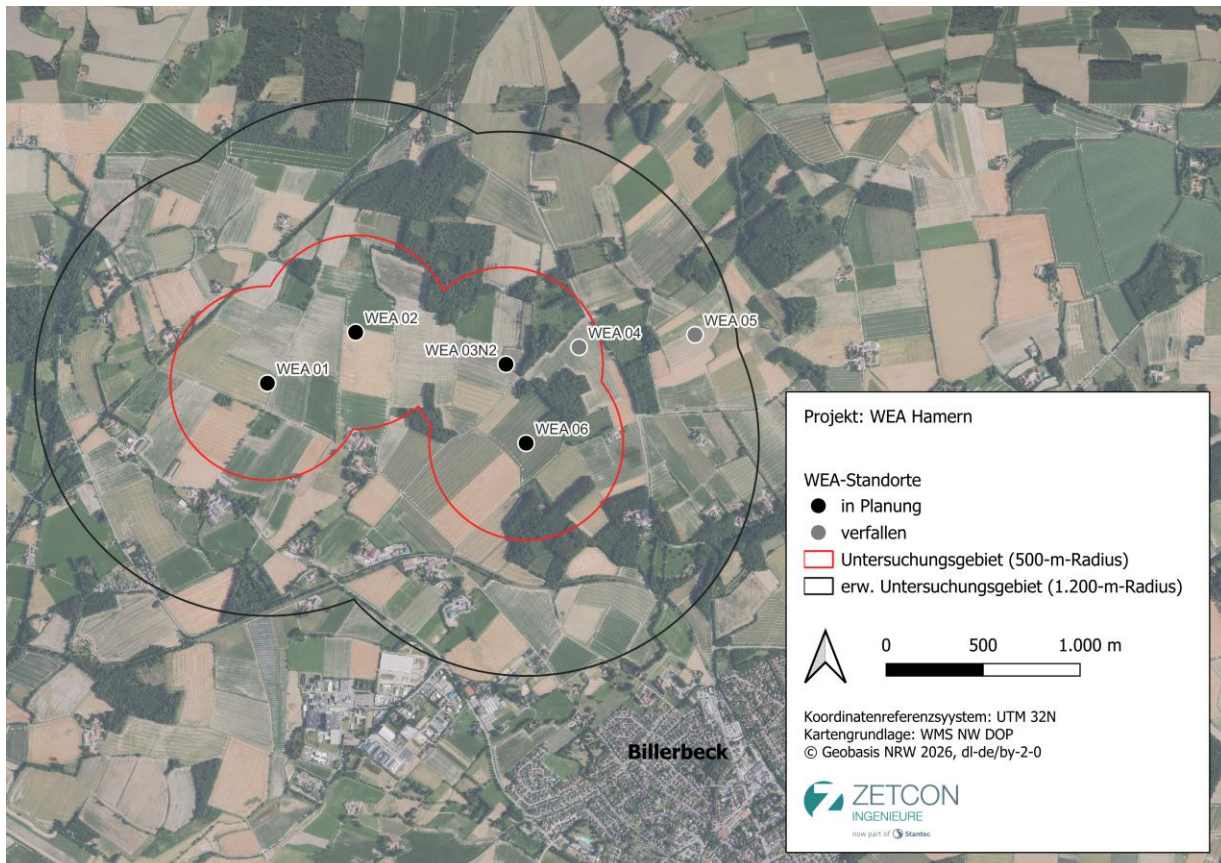 WEA 02
WEA 04
WEA 05
WEA 03N2
WEA 01
WEA 06
Billerbeck
Projekt: WEA Hamern
WEA-Standorte
in Planung
verfallen
Untersuchungsgebiet (500-m-Radius)
erw. Untersuchungsgebiet (1.200-m-Radius)
0 500 1.000 m
Koordinatenreferenzsyystem: UTM 32N
Kartengrundlage: WMS NW DOP
© Geobasis NRW 2026, dl-de/by-2-0
ZETCON
INGENIEURE
now part of Stantec